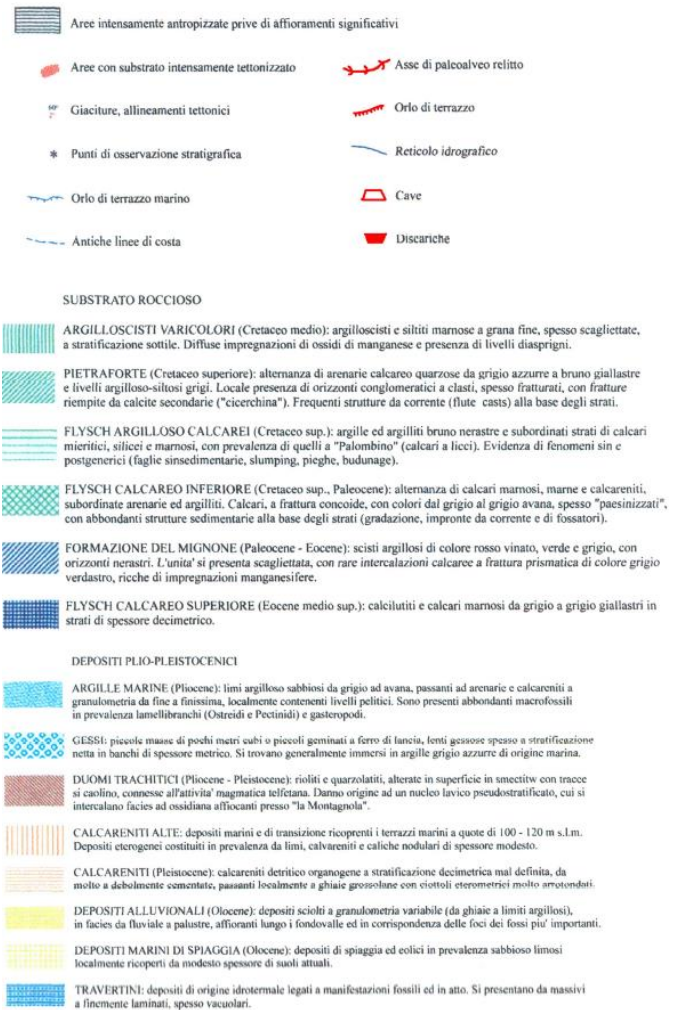 Aree intensamente antropizzate prive di affioramenti significativi
Aree con substrato intensamente tettonizzato
Asse di paleoalveo relitto
Giaciture, allineamenti tettonici
Orlo di terrazzo
Punti di osservazione stratigrafica
Reticolo idrografico
Orlo di terrazzo marino
Cave
Antiche linee di costa
Discariche
SUBSTRATO ROCCIOSO
ARGILLOSCISTI VARICOLORI (Cretaceo medio): argilloscisti e siltiti marnose a grana fine, spesso scagliettate,
a stratificazione sottile. Diffuse impregnazioni di ossidi di manganese e presenza di livelli diasprigni.
PIETRAFORTE (Cretaceo superiore): alternanza di arenarie calcareo quarzose da grigio azzurre a bruno giallastre
e livelli argilloso-siltosi grigi. Locale presenza di orizzonti conglomeratici a clasti, spesso fratturati, con fratture
riempite da calcite secondarie ("cicerchina"). Frequenti strutture da corrente (flute casts) alla base degli strati.
FLYSCH ARGILLOSO CALCAREI (Cretaceo sup.): argille ed argilliti bruno nerastre e subordinati strati di calcari
micritici, silicei e marnosi, con prevalenza di quelli a "Palombino" (calcari a licci). Evidenza di fenomeni sin e
postgenerici (faglie sinsedimentarie, slumping, pieghe, budunage).
FLYSCH CALCAREO INFERIORE (Cretaceo sup., Paleocene): alternanza di calcari marnosi, marne e calcareniti,
subordinate arenarie ed argilliti. Calcari, a frattura concoide, con colori dal grigio al grigio avana, spesso "paesinizzati",
con abbondanti strutture sedimentarie alla base degli strati (gradazione, impronte da corrente e di fossatori).
FORMAZIONE DEL MIGNONE (Paleocene - Eocene): scisti argillosi di colore rosso vinato, verde e grigio, con
orizzonti nerastri. L'unita' si presenta scagliettata, con rare intercalazioni calcaree a frattura prismatica di colore grigio
verdastro, ricche di impregnazioni manganesifere.
FLYSCH CALCAREO SUPERIORE (Eocene medio sup.): calcilutiti e calcari marnosi da grigio a grigio giallastri in
strati di spessore decimetrico.
DEPOSITI PLIO-PLEISTOCENICI
ARGILLE MARINE (Pliocene): limi argilloso sabbiosi da grigio ad avana, passanti ad arenarie e calcareniti a
granulometria da fine a finissima, localmente contenenti livelli pelitici. Sono presenti abbondanti macrofossili
in prevalenza lamellibranchi (Ostreidi e Pectinidi) e gasteropodi.
GESSI: piccole masse di pochi metri cubi o piccoli geminati a ferro di lancia, lenti gessose spesso a stratificazione
netta in banchi di spessore metrico. Si trovano generalmente immersi in argille grigio azzurre di origine marina.
DUOMI TRACHITICI (Pliocene - Pleistocene): rioliti e quarzolatiti, alterate in superficie in smectitw con tracce
si caolino, connesse all'attivita' magmatica telfetana. Danno origine ad un nucleo lavico pseudostratificato, cui si
intercalano facies ad ossidiana affiocanti presso "la Montagnola".
CALCARENITI ALTE: depositi marini e di transizione ricoprenti i terrazzi marini a quote di 100 - 120 m s.l.m.
Depositi eterogenei costituiti in prevalenza da limi, calvareniti e caliche nodulari di spessore modesto.
CALCARENITI (Pleistocene): calcareniti detritico organogene a stratificazione decimetrica mal definita, da
molto a debolmente cementate, passanti localmente a ghiaie grossolane con ciottoli eterometrici molto arrotondati.
DEPOSITI ALLUVIONALI (Olocene): depositi sciolti a granulometria variabile (da ghiaie a limiti argillosi),
in facies da fluviale a palustre, affioranti lungo i fondovalle ed in corrispondenza delle foci dei fossi piu' importanti.
DEPOSITI MARINI DI SPIAGGIA (Olocene): depositi di spiaggia ed eolici in prevalenza sabbioso limosi
localmente ricoperti da modesto spessore di suoli attuali.
TRAVERTINI: depositi di origine idrotermale legati a manifestazioni fossili ed in atto. Si presentano da massivi
a finemente laminati, spesso vacuolari.